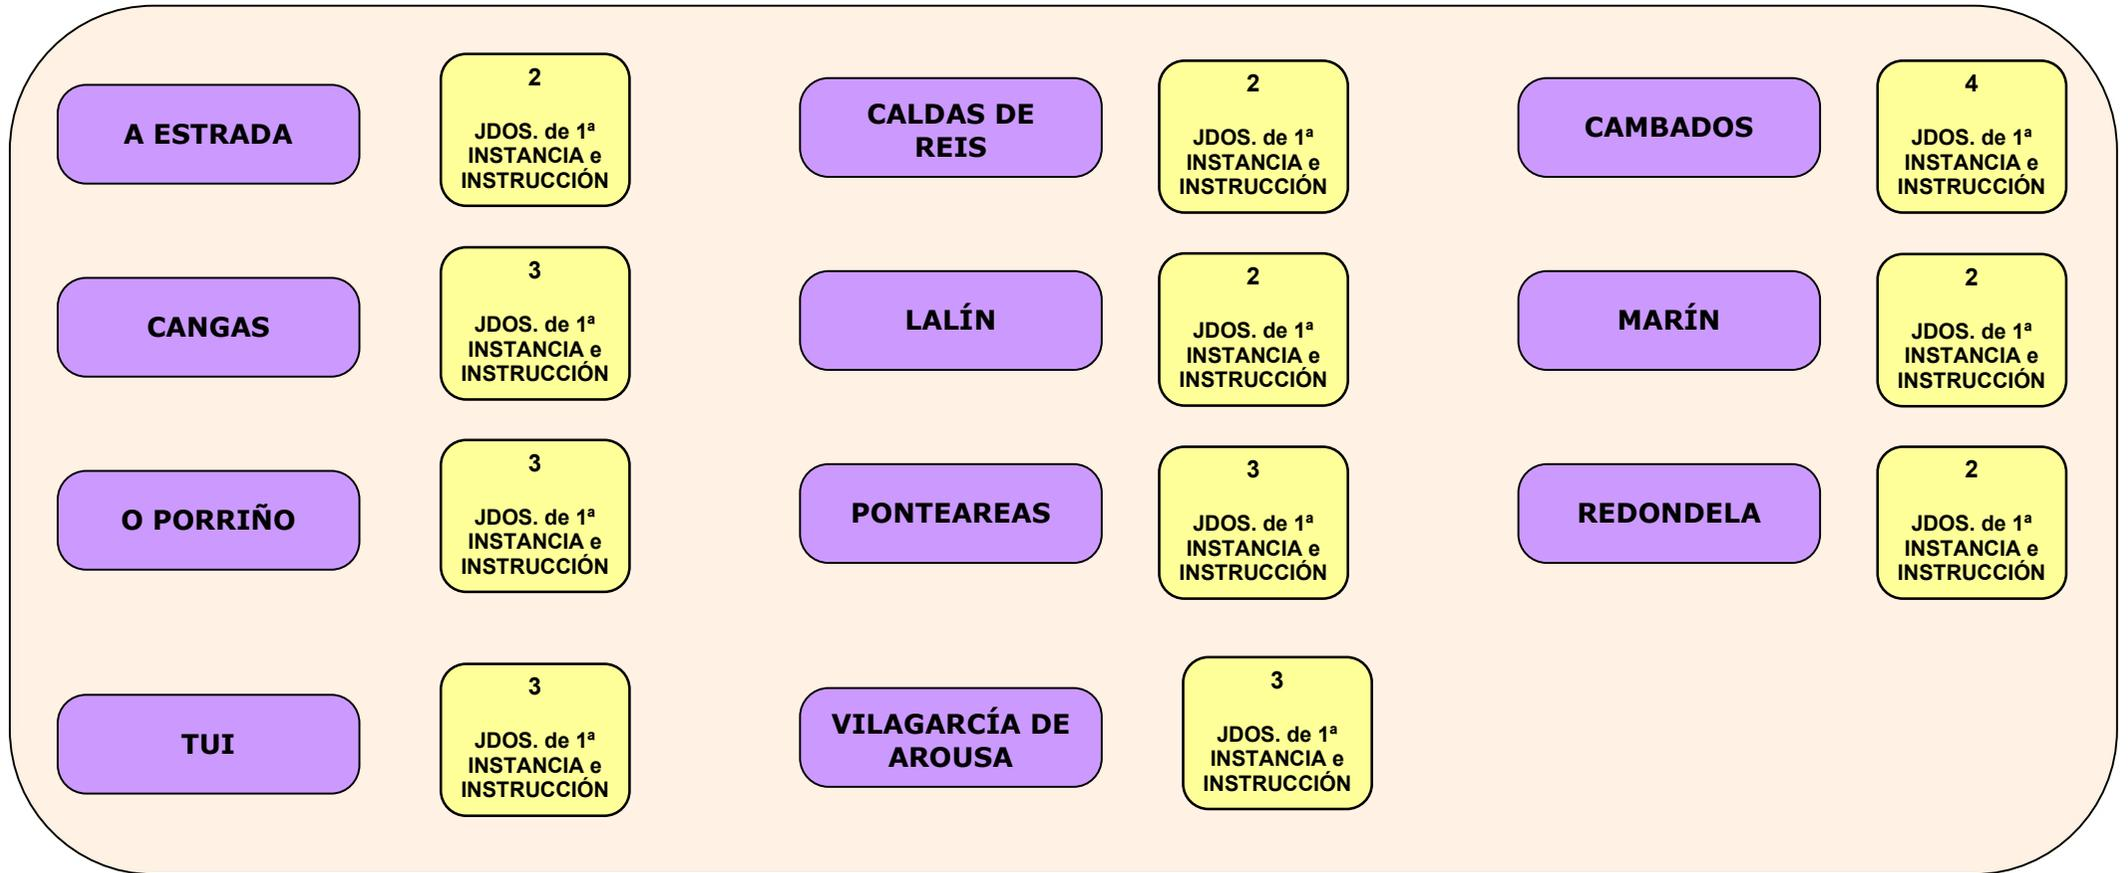 A ESTRADA
2
JDOS. de 1ª
INSTANCIA e
INSTRUCCIÓN
CALDAS DE
REIS
2
JDOS. de 1ª
INSTANCIA e
INSTRUCCIÓN
CAMBADOS
4
JDOS. de 1ª
INSTANCIA e
INSTRUCCIÓN
CANGAS
3
JDOS. de 1ª
INSTANCIA e
INSTRUCCIÓN
LALÍN
2
JDOS. de 1ª
INSTANCIA e
INSTRUCCIÓN
MARÍN
2
JDOS. de 1ª
INSTANCIA e
INSTRUCCIÓN
O PORRIÑO
3
JDOS. de 1ª
INSTANCIA e
INSTRUCCIÓN
PONTEAREAS
3
JDOS. de 1ª
INSTANCIA e
INSTRUCCIÓN
REDONDELA
2
JDOS. de 1ª
INSTANCIA e
INSTRUCCIÓN
TUI
3
JDOS. de 1ª
INSTANCIA e
INSTRUCCIÓN
VILAGARCÍA DE
AROUSA
3
JDOS. de 1ª
INSTANCIA e
INSTRUCCIÓN